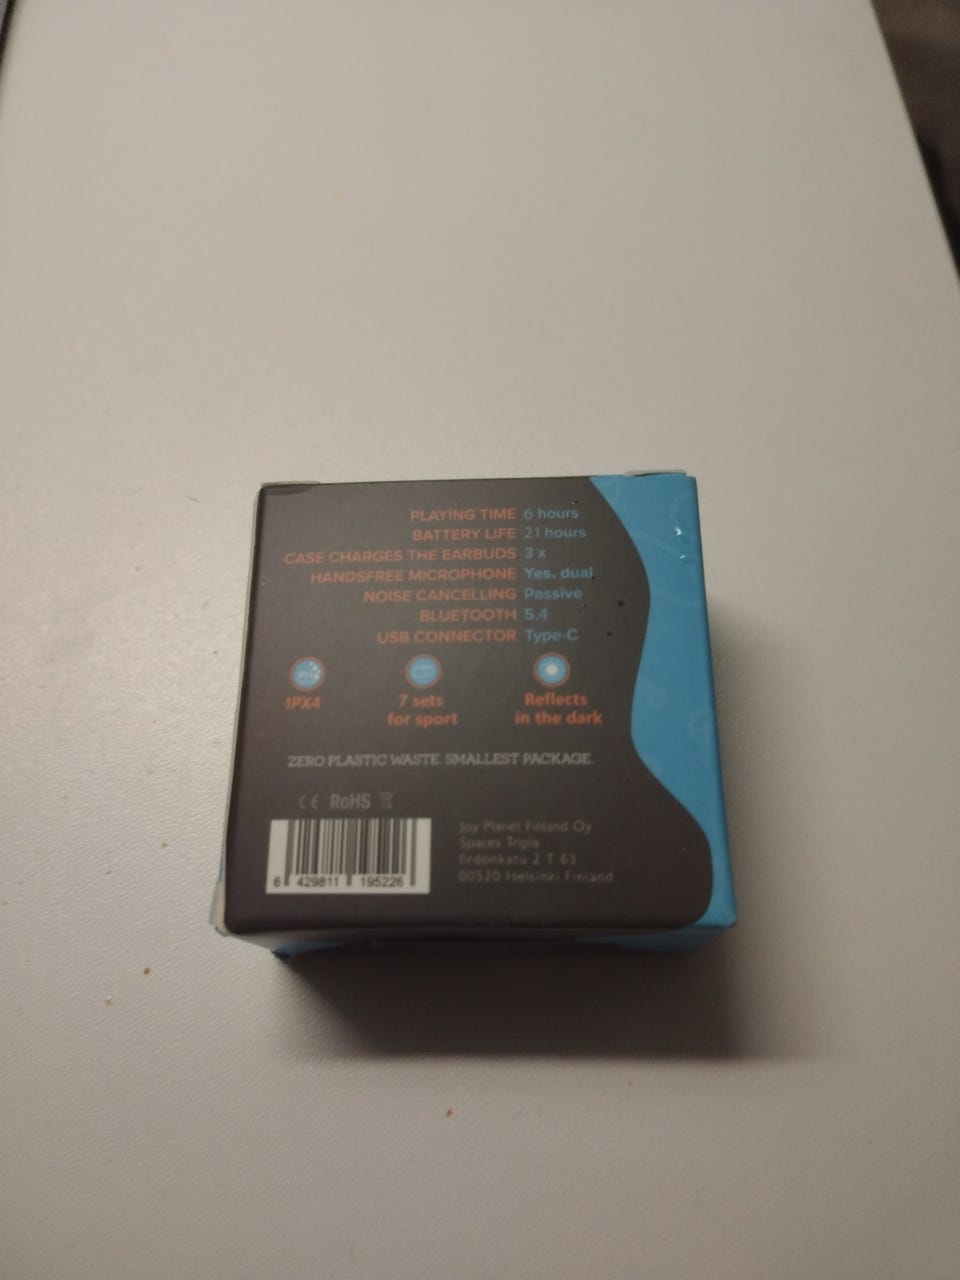 PLAYING TIME 6 hours
BATTERY LIFE 21 hours
CASE CHARGES THE EARBUDS 3 x
HANDSFREE MICROPHONE Yes, dual
NOISE CANCELLING Passive
BLUETOOTH 5.4
USB CONNECTOR Type-C
IPX4
7 sets
for sport
Reflects
in the dark
ZERO PLASTIC WASTE. SMALLEST PACKAGE.
CE RoHS
6 429811 195226
Joy Planet Finland Oy
Spaces Tripla
firdonkatu 2 T 63
00520 Helsinki Finland